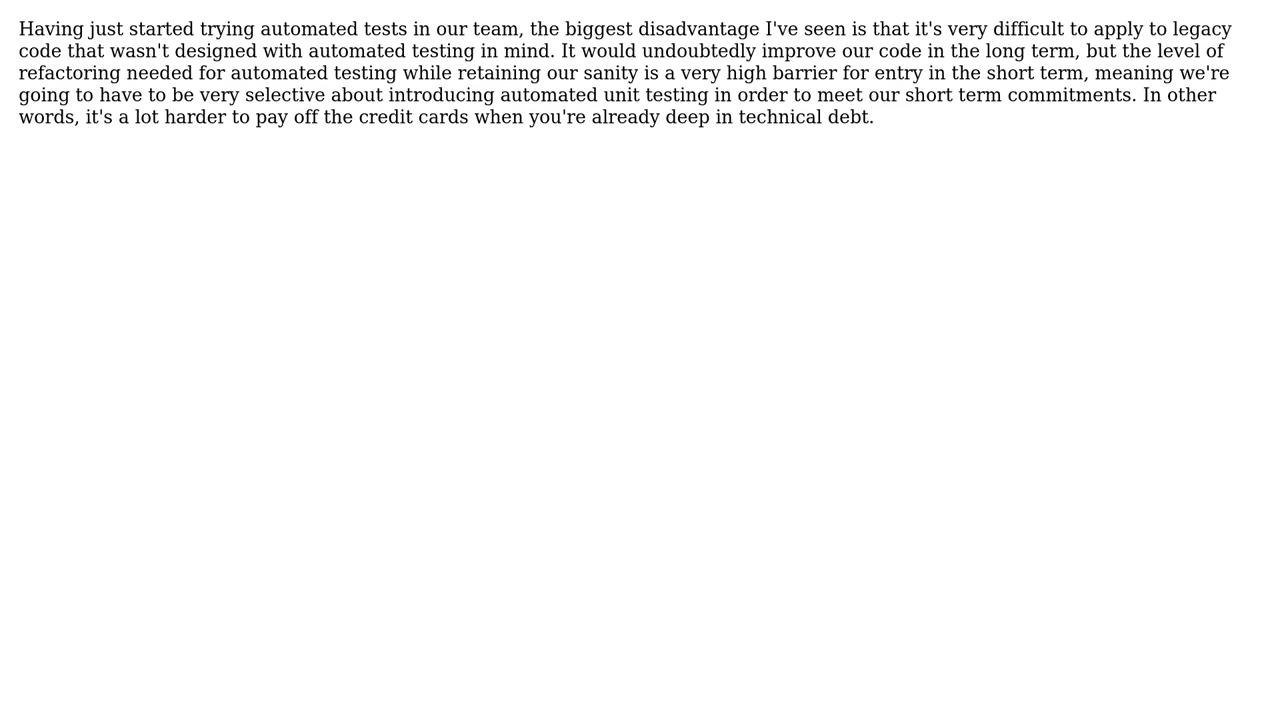 Having just started trying automated tests in our team, the biggest disadvantage I've seen is that it's very difficult to apply to legacy
code that wasn't designed with automated testing in mind. It would undoubtedly improve our code in the long term, but the level of
refactoring needed for automated testing while retaining our sanity is a very high barrier for entry in the short term, meaning we're
going to have to be very selective about introducing automated unit testing in order to meet our short term commitments. In other
words, it's a lot harder to pay off the credit cards when you're already deep in technical debt.